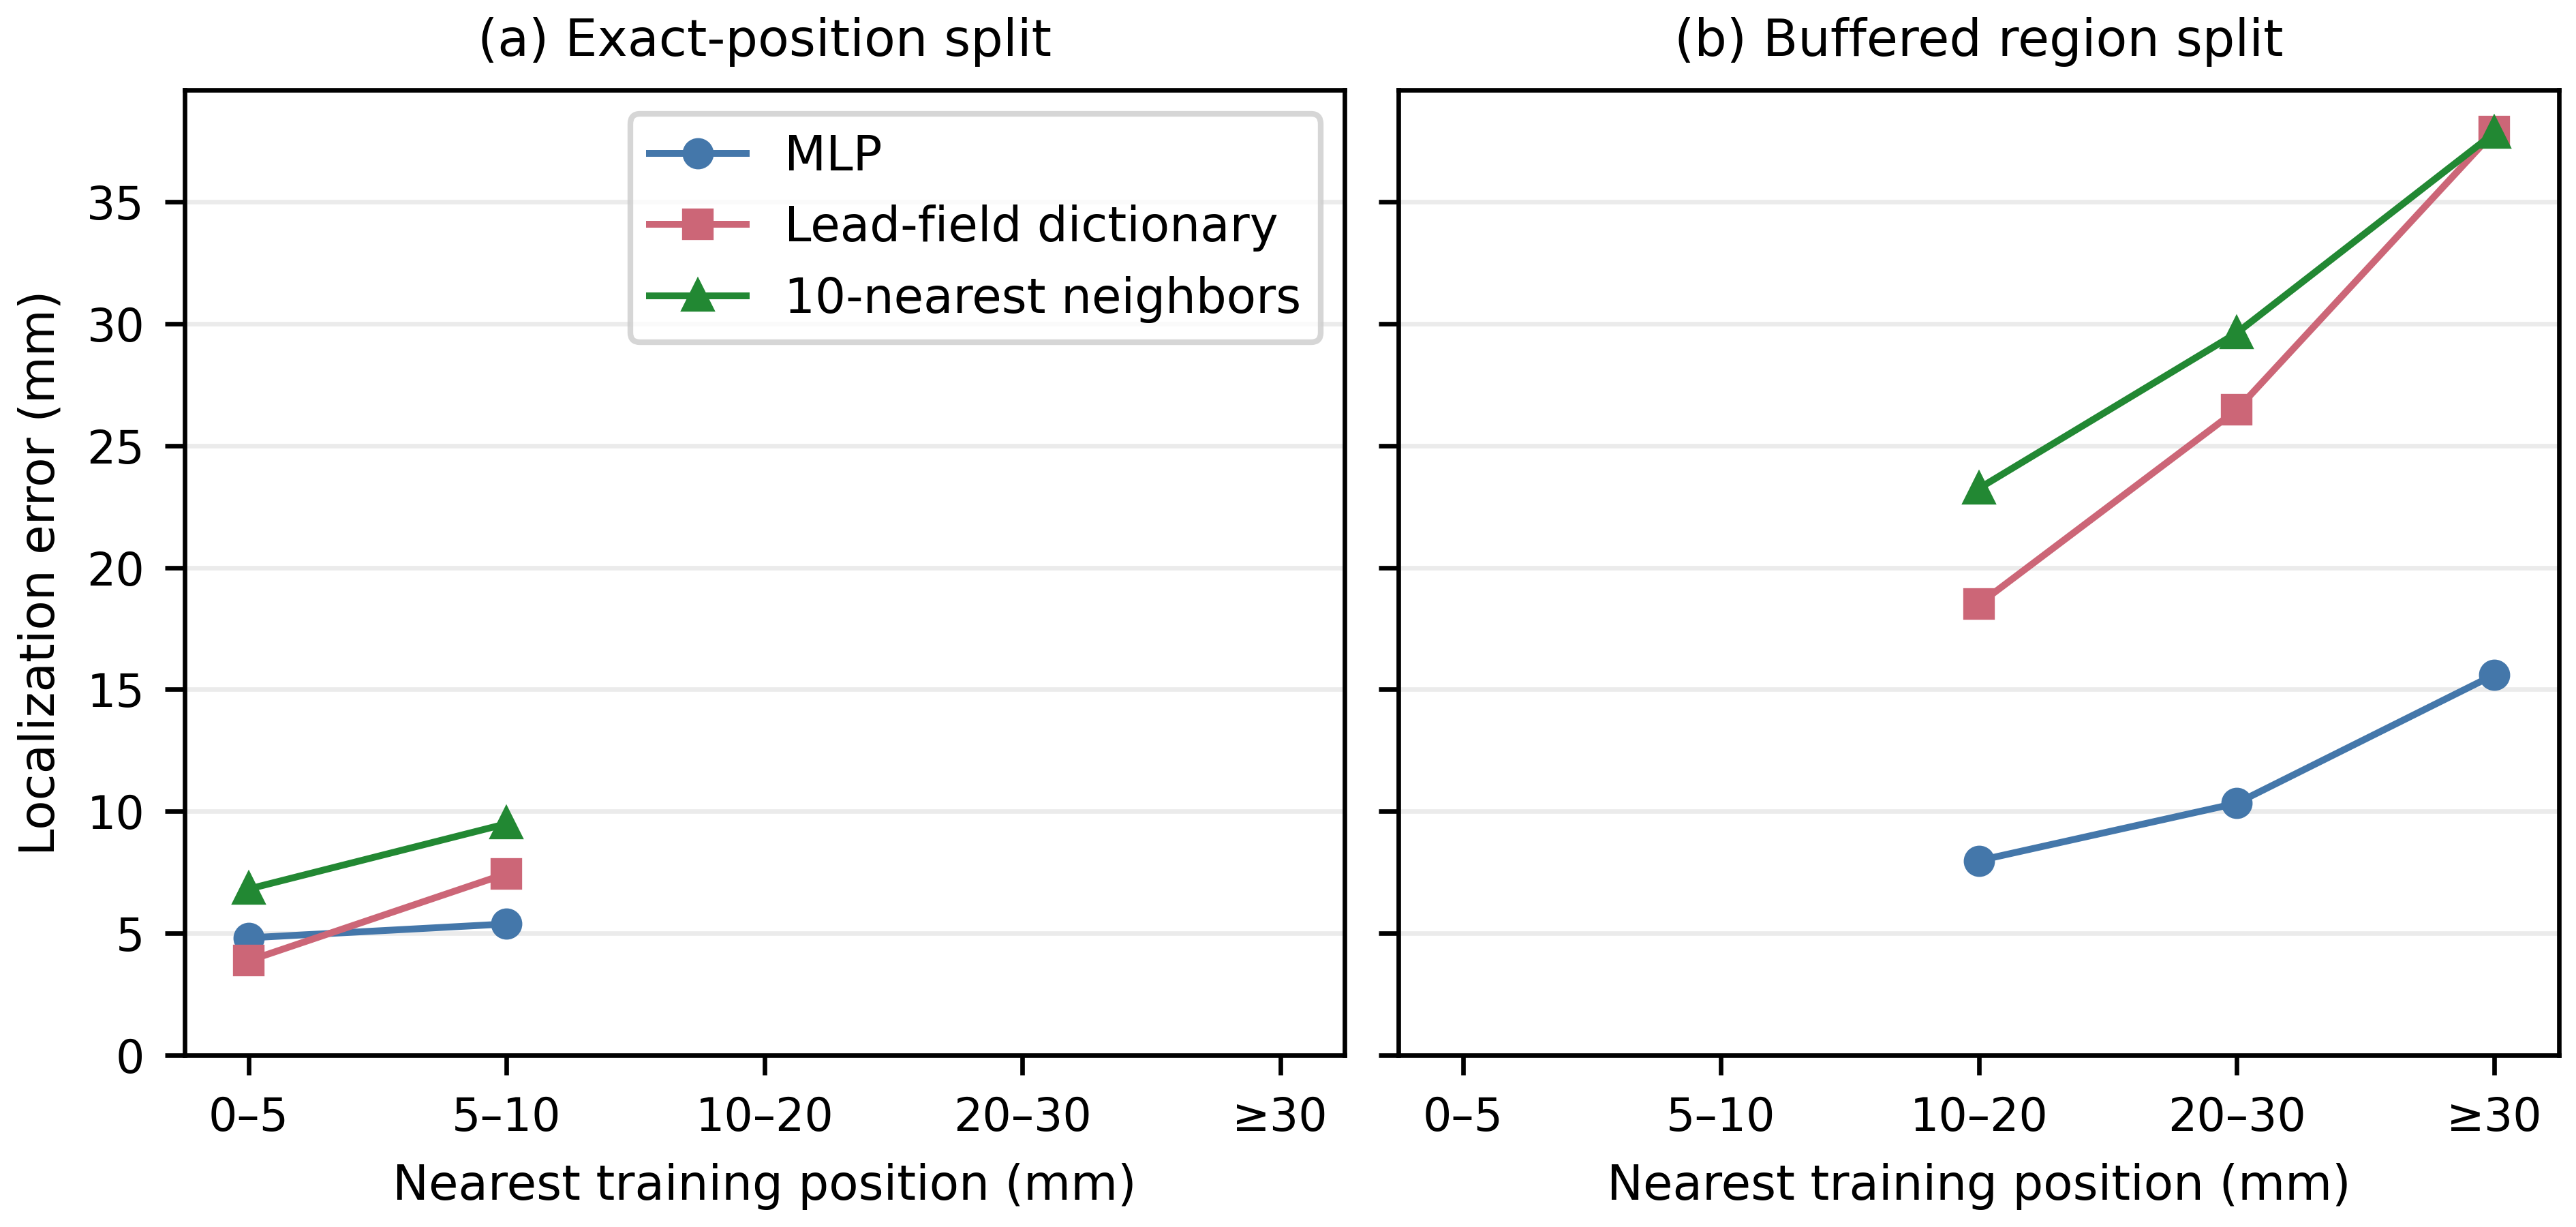 (a) Exact-position split
MLP
Lead-field dictionary
10-nearest neighbors
Localization error (mm)
35
30
25
20
15
10
5
0
0–5 5–10 10–20 20–30 ≥30
Nearest training position (mm)
(b) Buffered region split
0–5 5–10 10–20 20–30 ≥30
Nearest training position (mm)